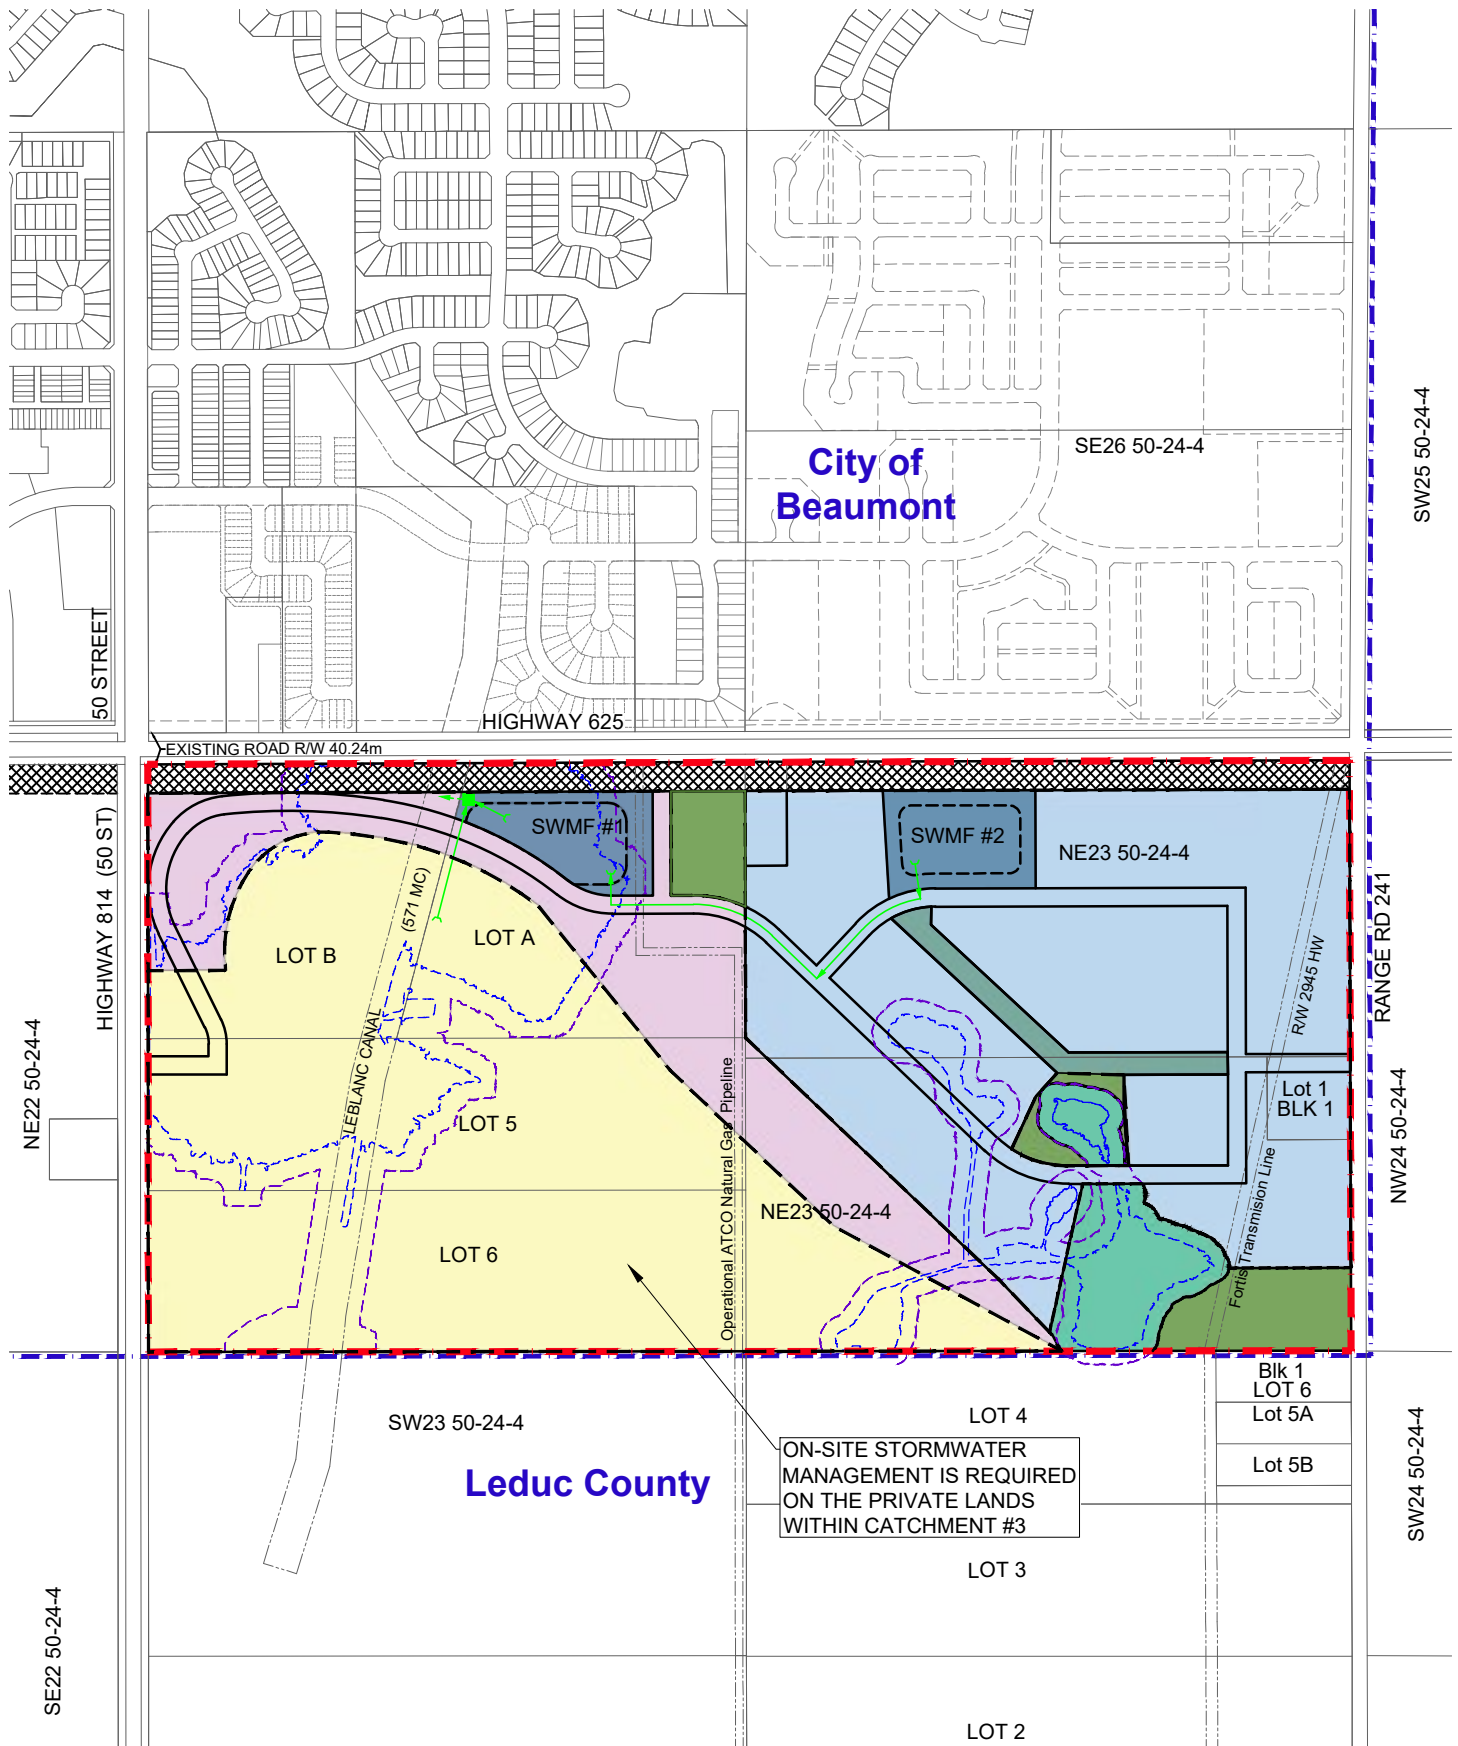 City of
Beaumont
SE26 50-24-4
SW25 50-24-4
50 STREET
HIGHWAY 625
EXISTING ROAD R/W 40.24m
HIGHWAY 814 (50 ST)
SWMF #1
SWMF #2
NE23 50-24-4
(571 MC)
LOT A
LOT B
R/W 2945 HW
RANGE RD 241
NE22 50-24-4
LEBLANC CANAL
LOT 5
Operational ATCO Natural Gas Pipeline
Lot 1
BLK 1
NW24 50-24-4
NE23 50-24-4
LOT 6
Fortis Transmision Line
Blk 1
LOT 6
Lot 5A
Lot 5B
SW23 50-24-4
LOT 4
Leduc County
ON-SITE STORMWATER
MANAGEMENT IS REQUIRED
ON THE PRIVATE LANDS
WITHIN CATCHMENT #3
SW24 50-24-4
LOT 3
SE22 50-24-4
LOT 2